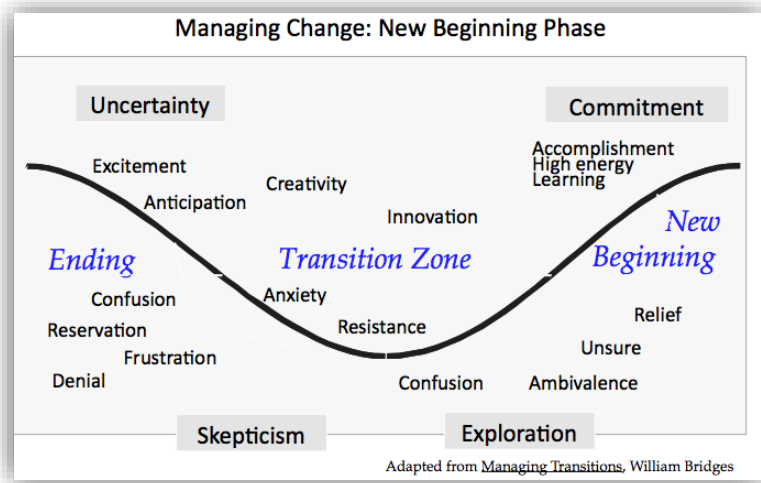 Managing Change: New Beginning Phase
Uncertainty
Commitment
Excitement
Anticipation
Creativity
Innovation
Accomplishment
High energy
Learning
Ending
Transition Zone
New
Beginning
Confusion
Reservation
Frustration
Denial
Anxiety
Resistance
Confusion
Relief
Unsure
Ambivalence
Skepticism
Exploration
Adapted from Managing Transitions, William Bridges